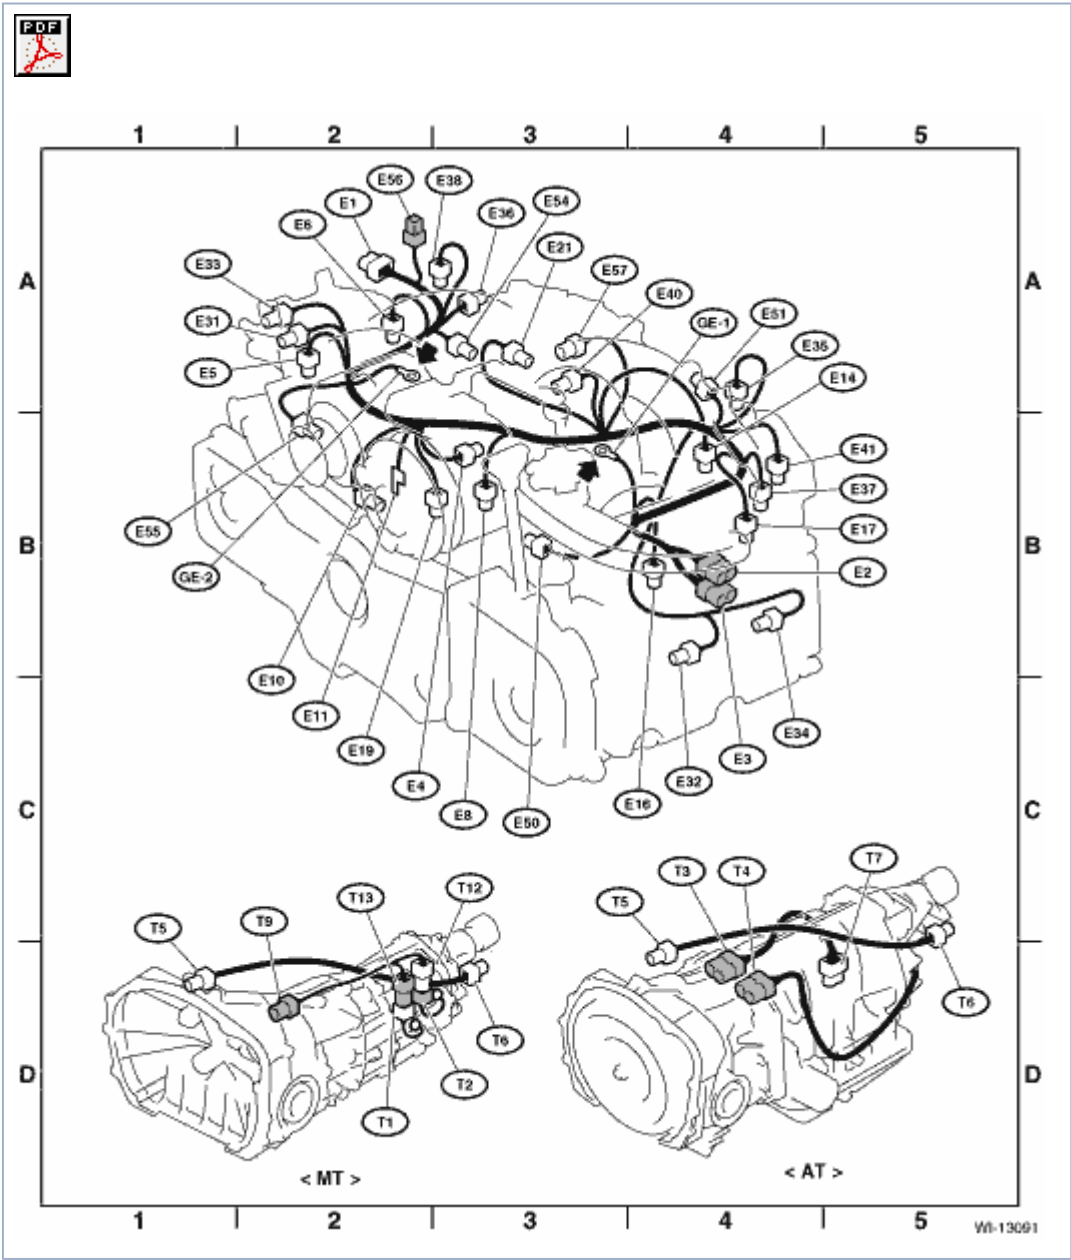 PDF
1 2 3 4 5
E56 E38
E1 E54
E36
E6
E21
E33 E57
A A
E40
E31 GE-1 E51
E35
E5 E14
E41
E37
E55 E17
B B
GE-2 E2
E10
E11
E34
E19 E3
E4 E32
E16
C E8 E50 C
T7
T3 T4
T13 T12
T5
T9
T5
T6
T6
D D
T2
T1
< MT > < AT >
1 2 3 4 5
WI-13091